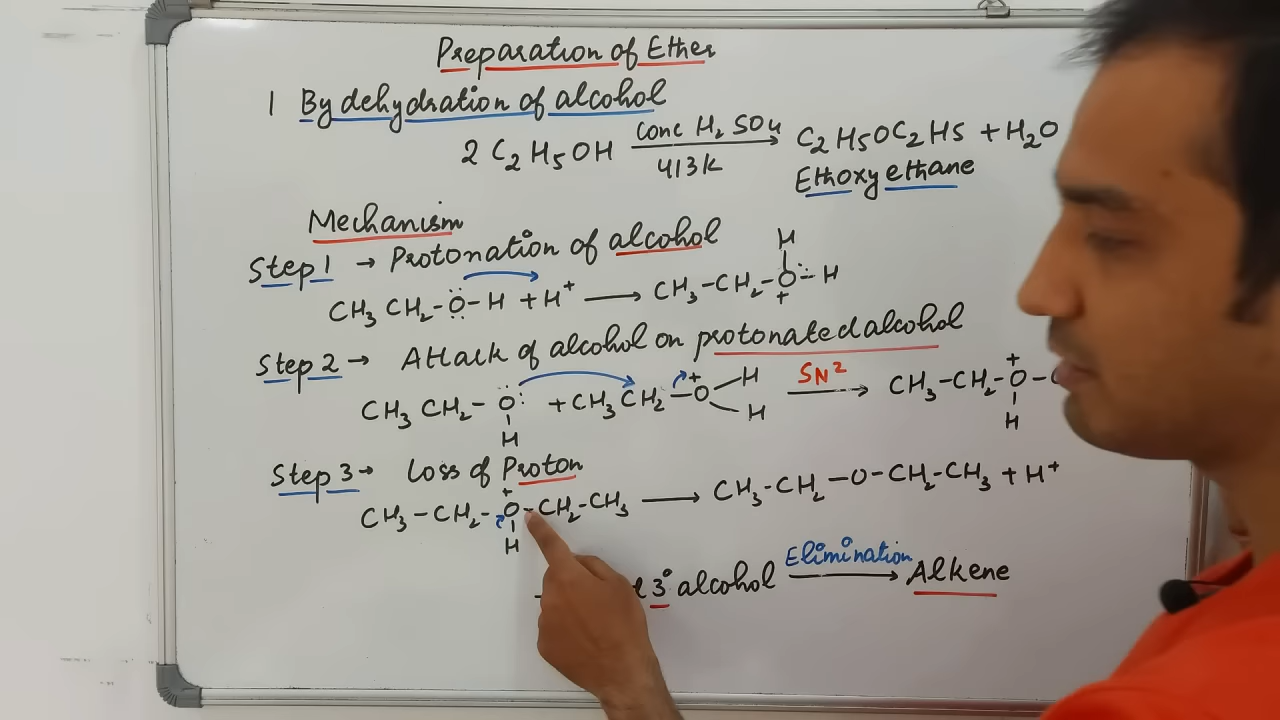 Preparation of Ether
1 By dehydration of alcohol
2 C₂H₅OH —Conc H₂SO₄ / 413K→ C₂H₅OC₂H5 + H₂O
Ethoxy ethane
Mechanism
Step 1 → Protonation of alcohol
CH₃ CH₂-Ö-H + H⁺ ⟶ CH₃-CH₂-O⁺(H)-H
Step 2 → Attack of alcohol on protonated alcohol
CH₃ CH₂-O(H) + CH₃CH₂-O⁺(H)(H) —SN²→ CH₃-CH₂-O⁺(H)-
Step 3 → Loss of Proton
CH₃-CH₂-O⁺(H)-CH₂-CH₃ ⟶ CH₃-CH₂-O-CH₂-CH₃ + H⁺
3° alcohol —Elimination→ Alkene